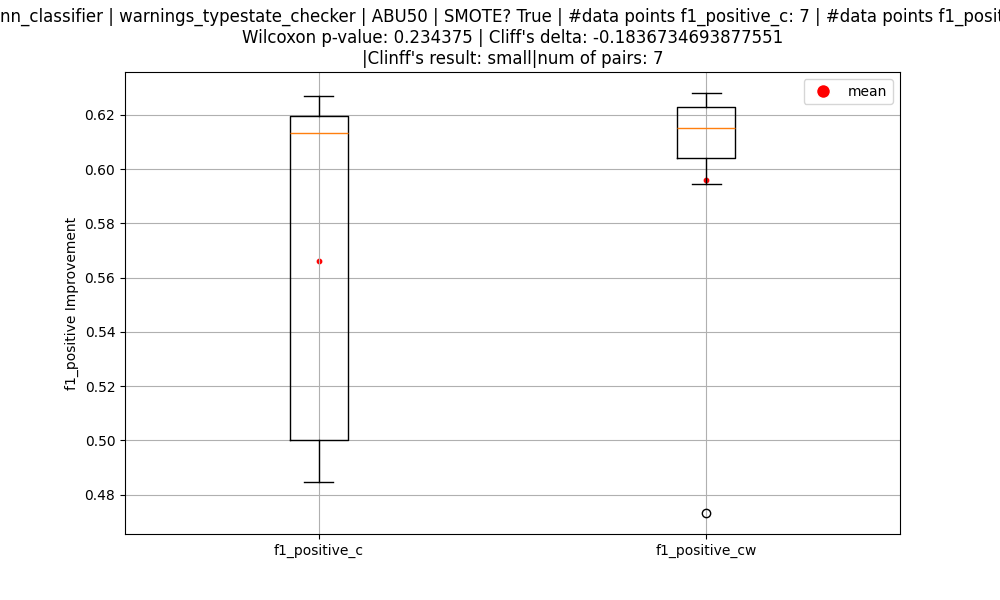 nn_classifier | warnings_typestate_checker | ABU50 | SMOTE? True | #data points f1_positive_c: 7 | #data points f1_posit
Wilcoxon p-value: 0.234375 | Cliff's delta: -0.1836734693877551
|Clinff's result: small|num of pairs: 7
mean
0.62
0.60
0.58
0.56
0.54
0.52
0.50
0.48
f1_positive Improvement
f1_positive_c
f1_positive_cw